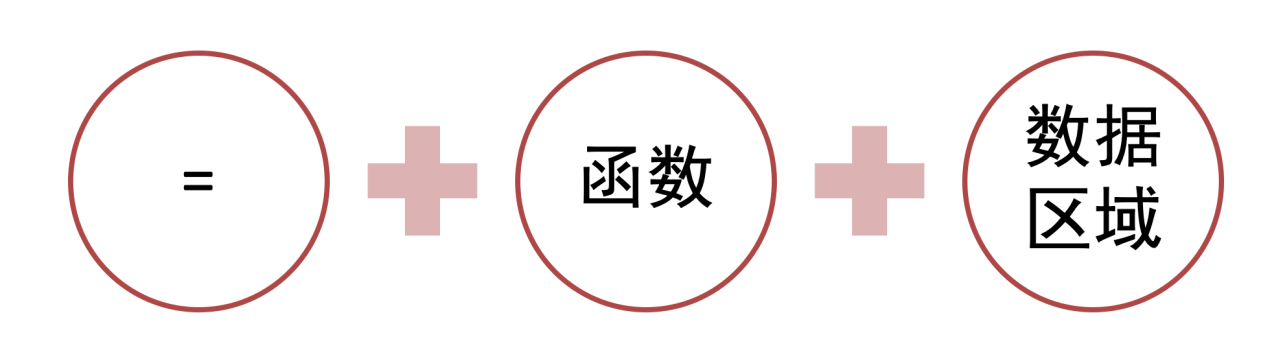 =
函数
数据
区域